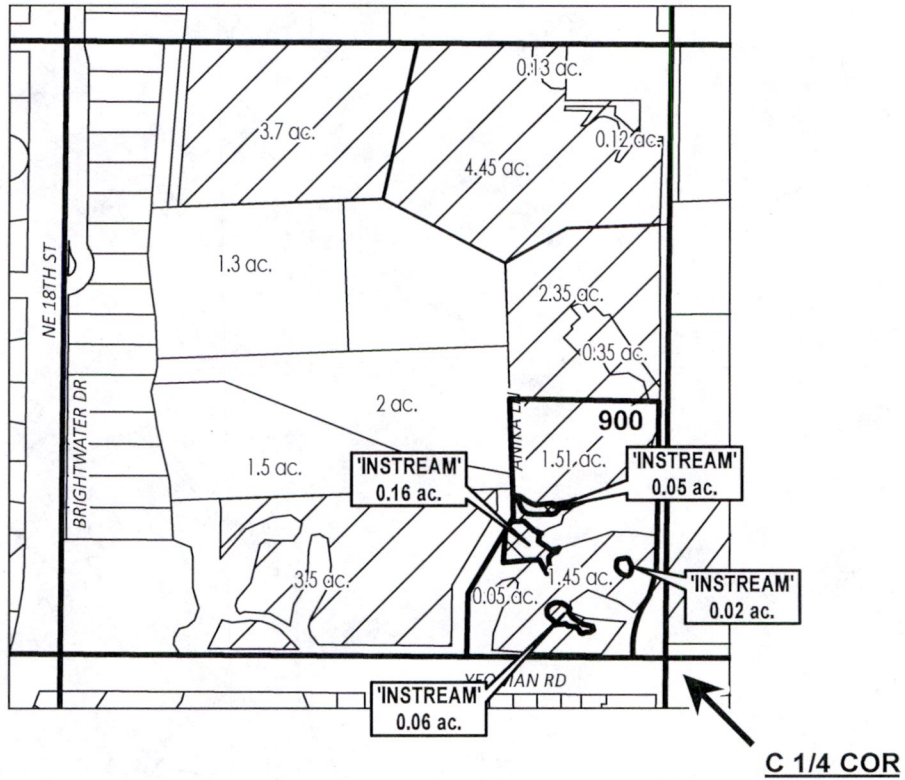 0.13 ac.
3.7 ac.
0.12 ac.
4.45 ac.
1.3 ac.
NE 18TH ST
2.35 ac.
0.35 ac.
2 ac.
900
ANIKA LN
BRIGHTWATER DR
1.5 ac.
1.51 ac.
'INSTREAM'
0.16 ac.
'INSTREAM'
0.05 ac.
3.5 ac.
1.45 ac.
0.05 ac.
'INSTREAM'
0.02 ac.
YEOMAN RD
'INSTREAM'
0.06 ac.
C 1/4 COR